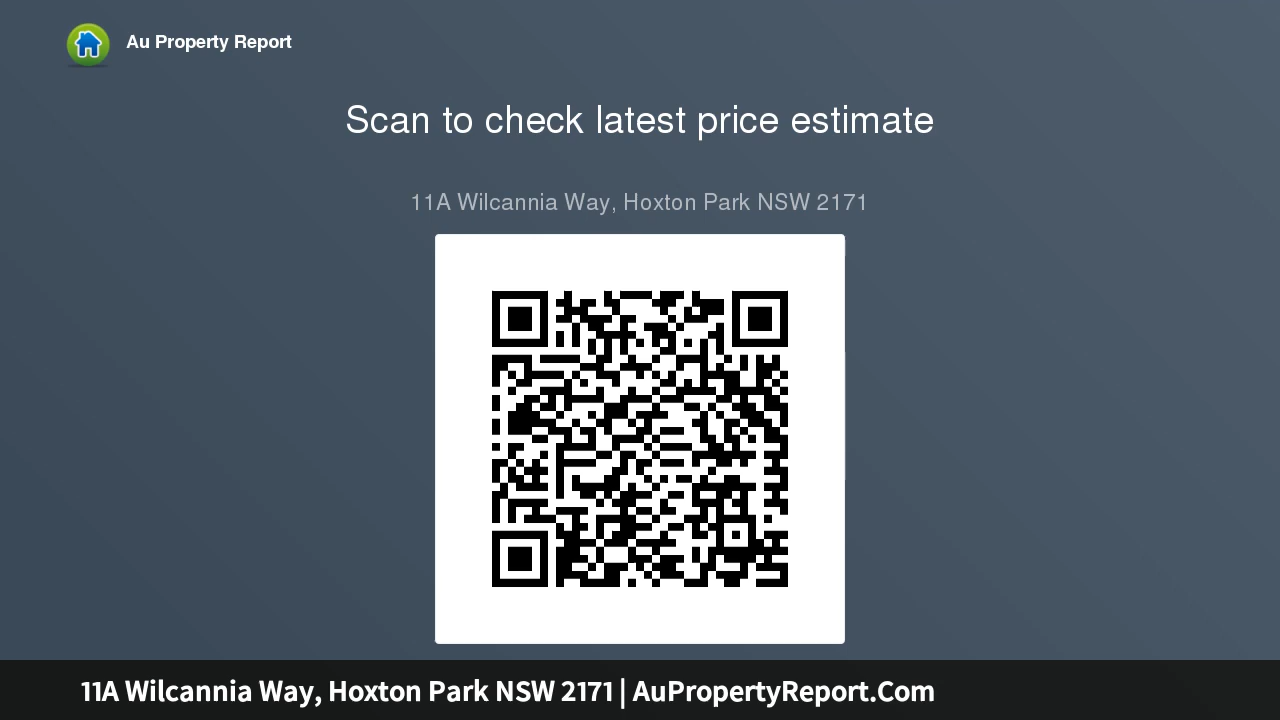 Au Property Report
Scan to check latest price estimate
11A Wilcannia Way, Hoxton Park NSW 2171
11A Wilcannia Way, Hoxton Park NSW 2171 | AuPropertyReport.Com